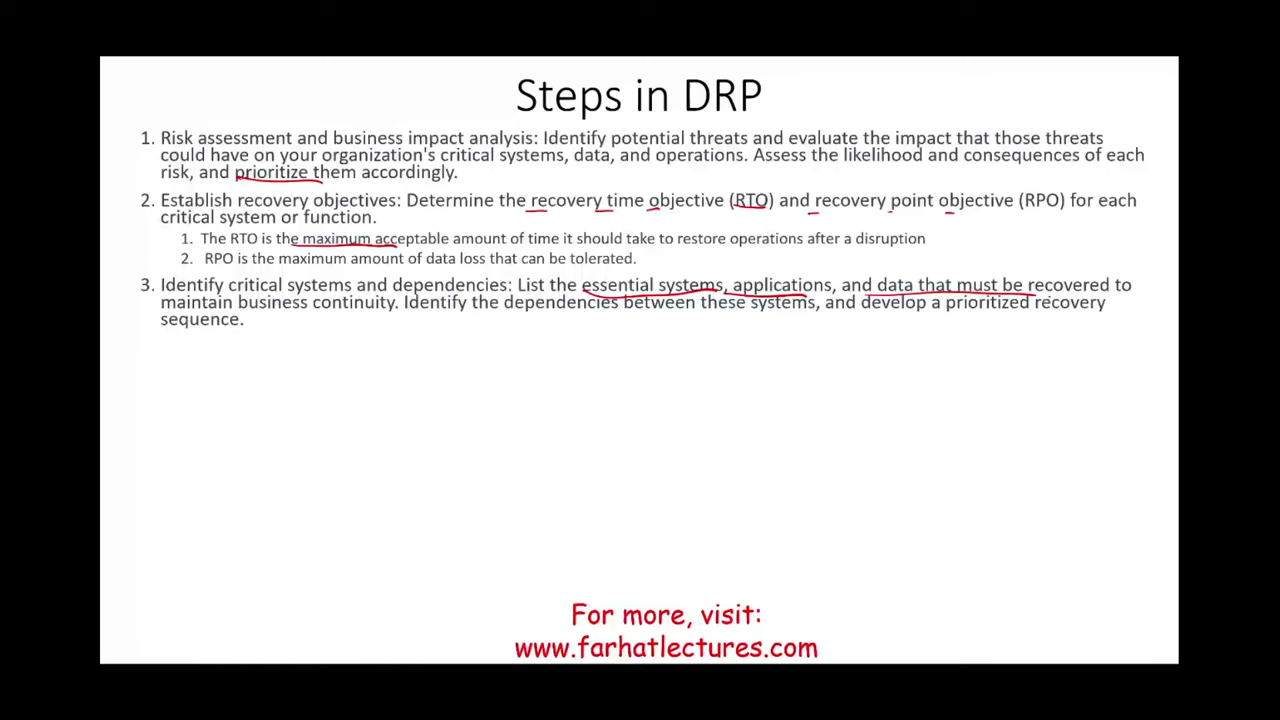 Steps in DRP
1. Risk assessment and business impact analysis: Identify potential threats and evaluate the impact that those threats
could have on your organization's critical systems, data, and operations. Assess the likelihood and consequences of each
risk, and prioritize them accordingly.
2. Establish recovery objectives: Determine the recovery time objective (RTO) and recovery point objective (RPO) for each
critical system or function.
1. The RTO is the maximum acceptable amount of time it should take to restore operations after a disruption
2. RPO is the maximum amount of data loss that can be tolerated.
3. Identify critical systems and dependencies: List the essential systems, applications, and data that must be recovered to
maintain business continuity. Identify the dependencies between these systems, and develop a prioritized recovery
sequence.
For more, visit:
www.farhatlectures.com